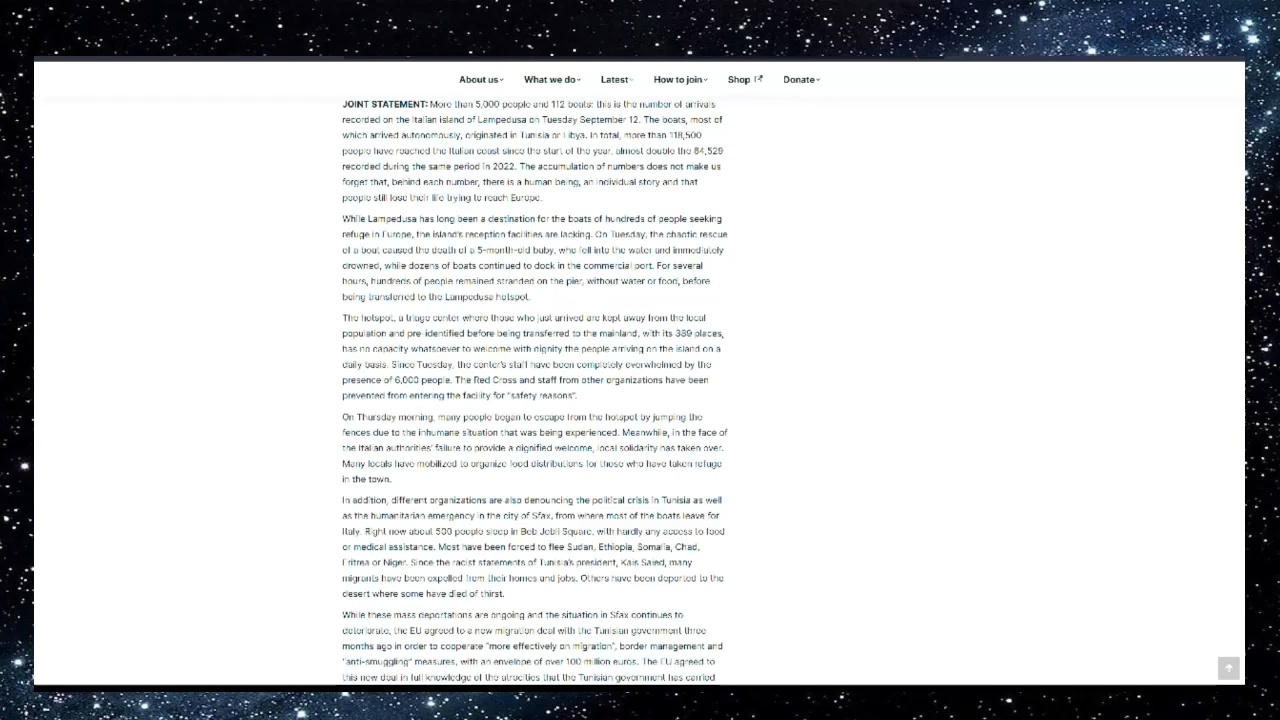 About us What we do Latest How to join Shop Donate
JOINT STATEMENT: More than 5,000 people and 112 boats: this is the number of arrivals
recorded on the Italian island of Lampedusa on Tuesday September 12. The boats, most of
which arrived autonomously, originated in Tunisia or Libya. In total, more than 118,500
people have reached the Italian coast since the start of the year, almost double the 64,529
recorded during the same period in 2022. The accumulation of numbers does not make us
forget that, behind each number, there is a human being, an individual story and that
people still lose their life trying to reach Europe.
While Lampedusa has long been a destination for the boats of hundreds of people seeking
refuge in Europe, the island's reception facilities are lacking. On Tuesday, the chaotic rescue
of a boat caused the death of a 5-month-old baby, who fell into the water and immediately
drowned, while dozens of boats continued to dock in the commercial port. For several
hours, hundreds of people remained stranded on the pier, without water or food, before
being transferred to the Lampedusa hotspot.
The hotspot, a triage center where those who just arrived are kept away from the local
population and pre-identified before being transferred to the mainland, with its 389 places,
has no capacity whatsoever to welcome with dignity the people arriving on the island on a
daily basis. Since Tuesday, the center's staff have been completely overwhelmed by the
presence of 6,000 people. The Red Cross and staff from other organizations have been
prevented from entering the facility for "safety reasons".
On Thursday morning, many people began to escape from the hotspot by jumping the
fences due to the inhumane situation that was being experienced. Meanwhile, in the face of
the Italian authorities' failure to provide a dignified welcome, local solidarity has taken over.
Many locals have mobilized to organize food distributions for those who have taken refuge
in the town.
In addition, different organizations are also denouncing the political crisis in Tunisia as well
as the humanitarian emergency in the city of Sfax, from where most of the boats leave for
Italy. Right now about 500 people sleep in Beb Jebli Square, with hardly any access to food
or medical assistance. Most have been forced to flee Sudan, Ethiopia, Somalia, Chad,
Eritrea or Niger. Since the racist statements of Tunisia's president, Kais Saied, many
migrants have been expelled from their homes and jobs. Others have been deported to the
desert where some have died of thirst.
While these mass deportations are ongoing and the situation in Sfax continues to
deteriorate, the EU agreed to a new migration deal with the Tunisian government three
months ago in order to cooperate "more effectively on migration", border management and
"anti-smuggling" measures, with an envelope of over 100 million euros. The EU agreed to
this new deal in full knowledge of the atrocities that the Tunisian government has carried